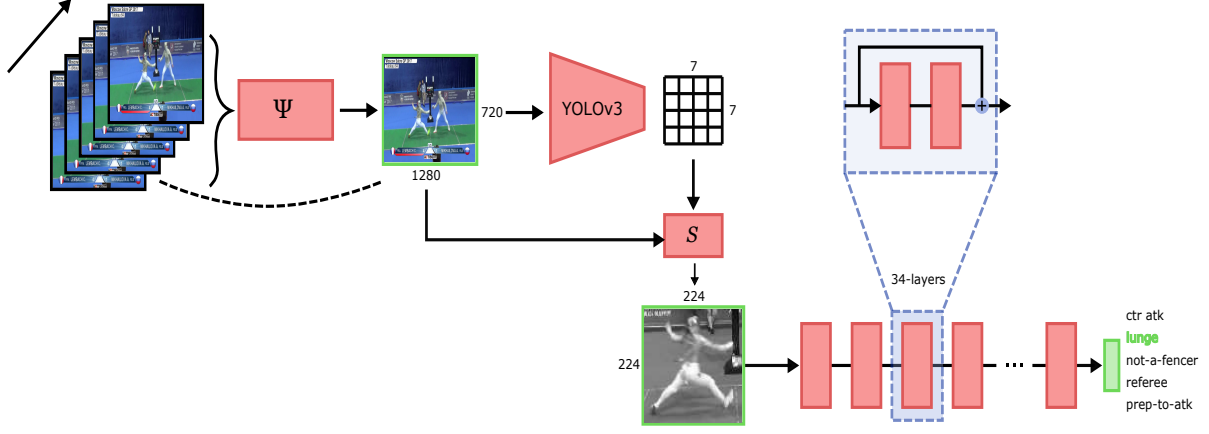 Ψ
720
1280
YOLOv3
7
7
S
224
224
34-layers
ctr atk
lunge
not-a-fencer
referee
prep-to-atk